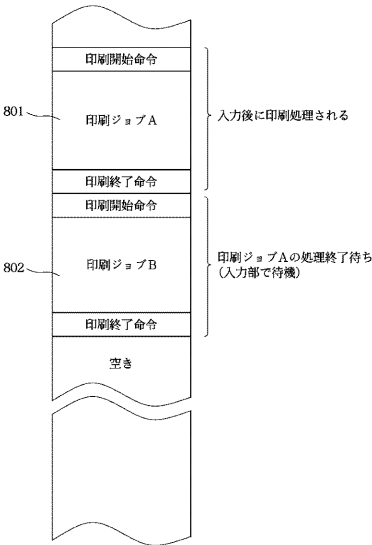 印刷開始命令
801
印刷ジョブA
入力後に印刷処理される
印刷終了命令
印刷開始命令
802
印刷ジョブB
印刷ジョブAの処理終了待ち
(入力部で待機)
印刷終了命令
空き